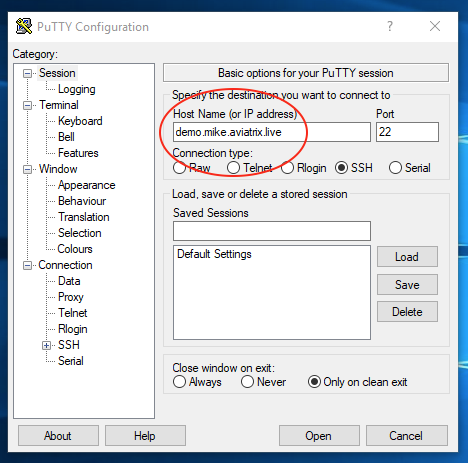 PuTTY Configuration
Category:
Session
Logging
Terminal
Keyboard
Bell
Features
Window
Appearance
Behaviour
Translation
Selection
Colours
Connection
Data
Proxy
Telnet
Rlogin
SSH
Serial
Basic options for your PuTTY session
Specify the destination you want to connect to
Host Name (or IP address) Port
demo.mike.aviatrix.live 22
Connection type:
Raw Telnet Rlogin SSH Serial
Load, save or delete a stored session
Saved Sessions
Default Settings
Load
Save
Delete
Close window on exit:
Always Never Only on clean exit
About Help Open Cancel